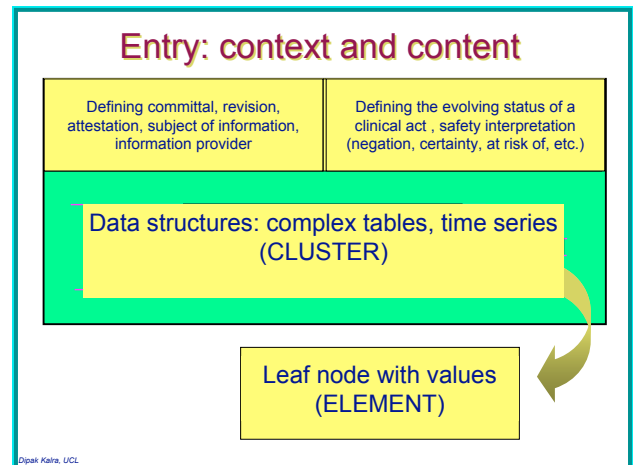 Entry: context and content
Defining committal, revision,
attestation, subject of information,
information provider
Defining the evolving status of a
clinical act , safety interpretation
(negation, certainty, at risk of, etc.)
Data structures: complex tables, time series
(CLUSTER)
Leaf node with values
(ELEMENT)
Dipak Kalra, UCL